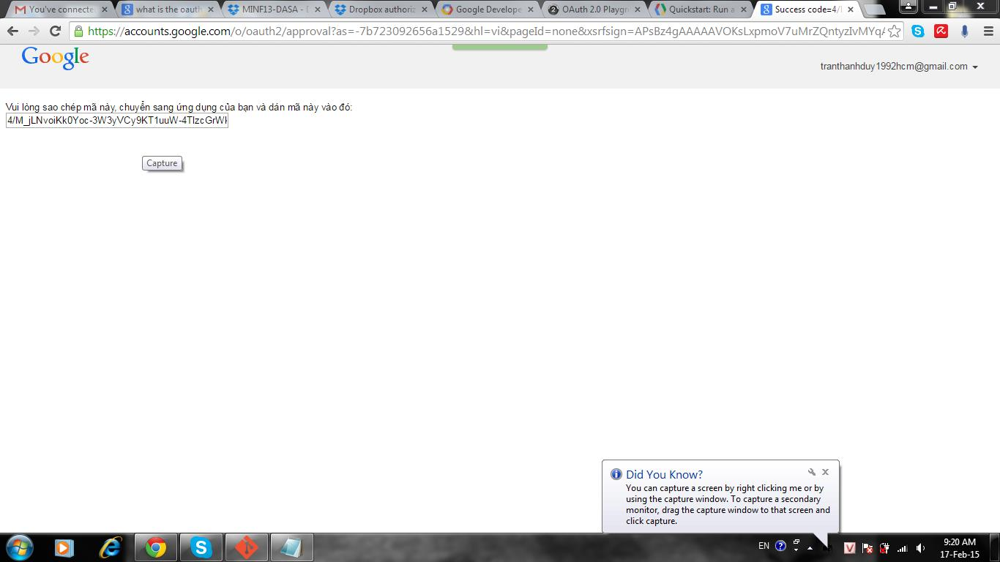 You've connecte
what is the oauth
MINF13-DASA - D
Dropbox authoriz
Google Develope
OAuth 2.0 Playgr
Quickstart: Run a
Success code=4/
https://accounts.google.com/o/oauth2/approval?as=-7b723092656a1529&hl=vi&pageId=none&xsrfsign=APsBz4gAAAAAVOKsLxpmoV7uMrZQntyzIvMYqA
Google
tranthanhduy1992hcm@gmail.com
Vui lòng sao chép mã này, chuyển sang ứng dụng của bạn và dán mã này vào đó:
4/M_jLNvoiKk0Yoc-3W3yVCy9KT1uuW-4TIzcGrW
Capture
Did You Know?
You can capture a screen by right clicking me or by
using the capture window. To capture a secondary
monitor, drag the capture window to that screen and
click capture.
EN
9:20 AM
17-Feb-15